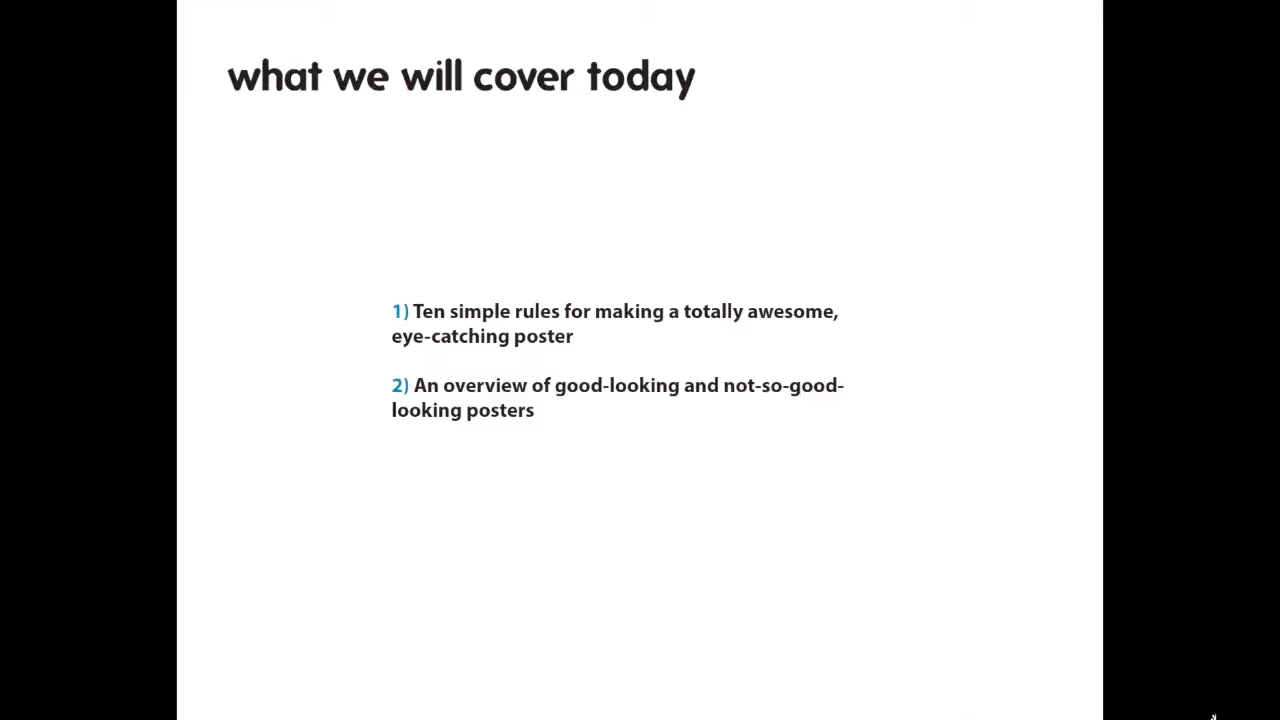 what we will cover today
1) Ten simple rules for making a totally awesome,
eye-catching poster
2) An overview of good-looking and not-so-good-
looking posters